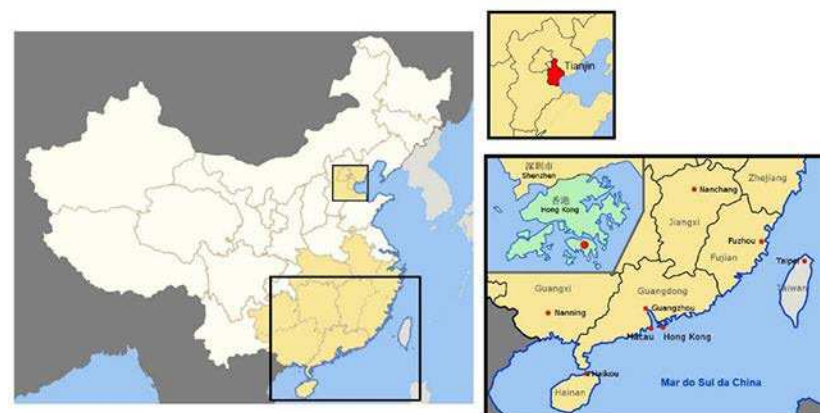 Tianjin
深圳市
Shenzhen
香港
Hong Kong
Zhejiang
Nanchang
Jiangxi
Fuzhou
Fujian
Taipei
Taiwan
Guangxi
Guangdong
Guangzhou
Nanning
Macau
Hong Kong
Haikou
Hainan
Mar do Sul da China